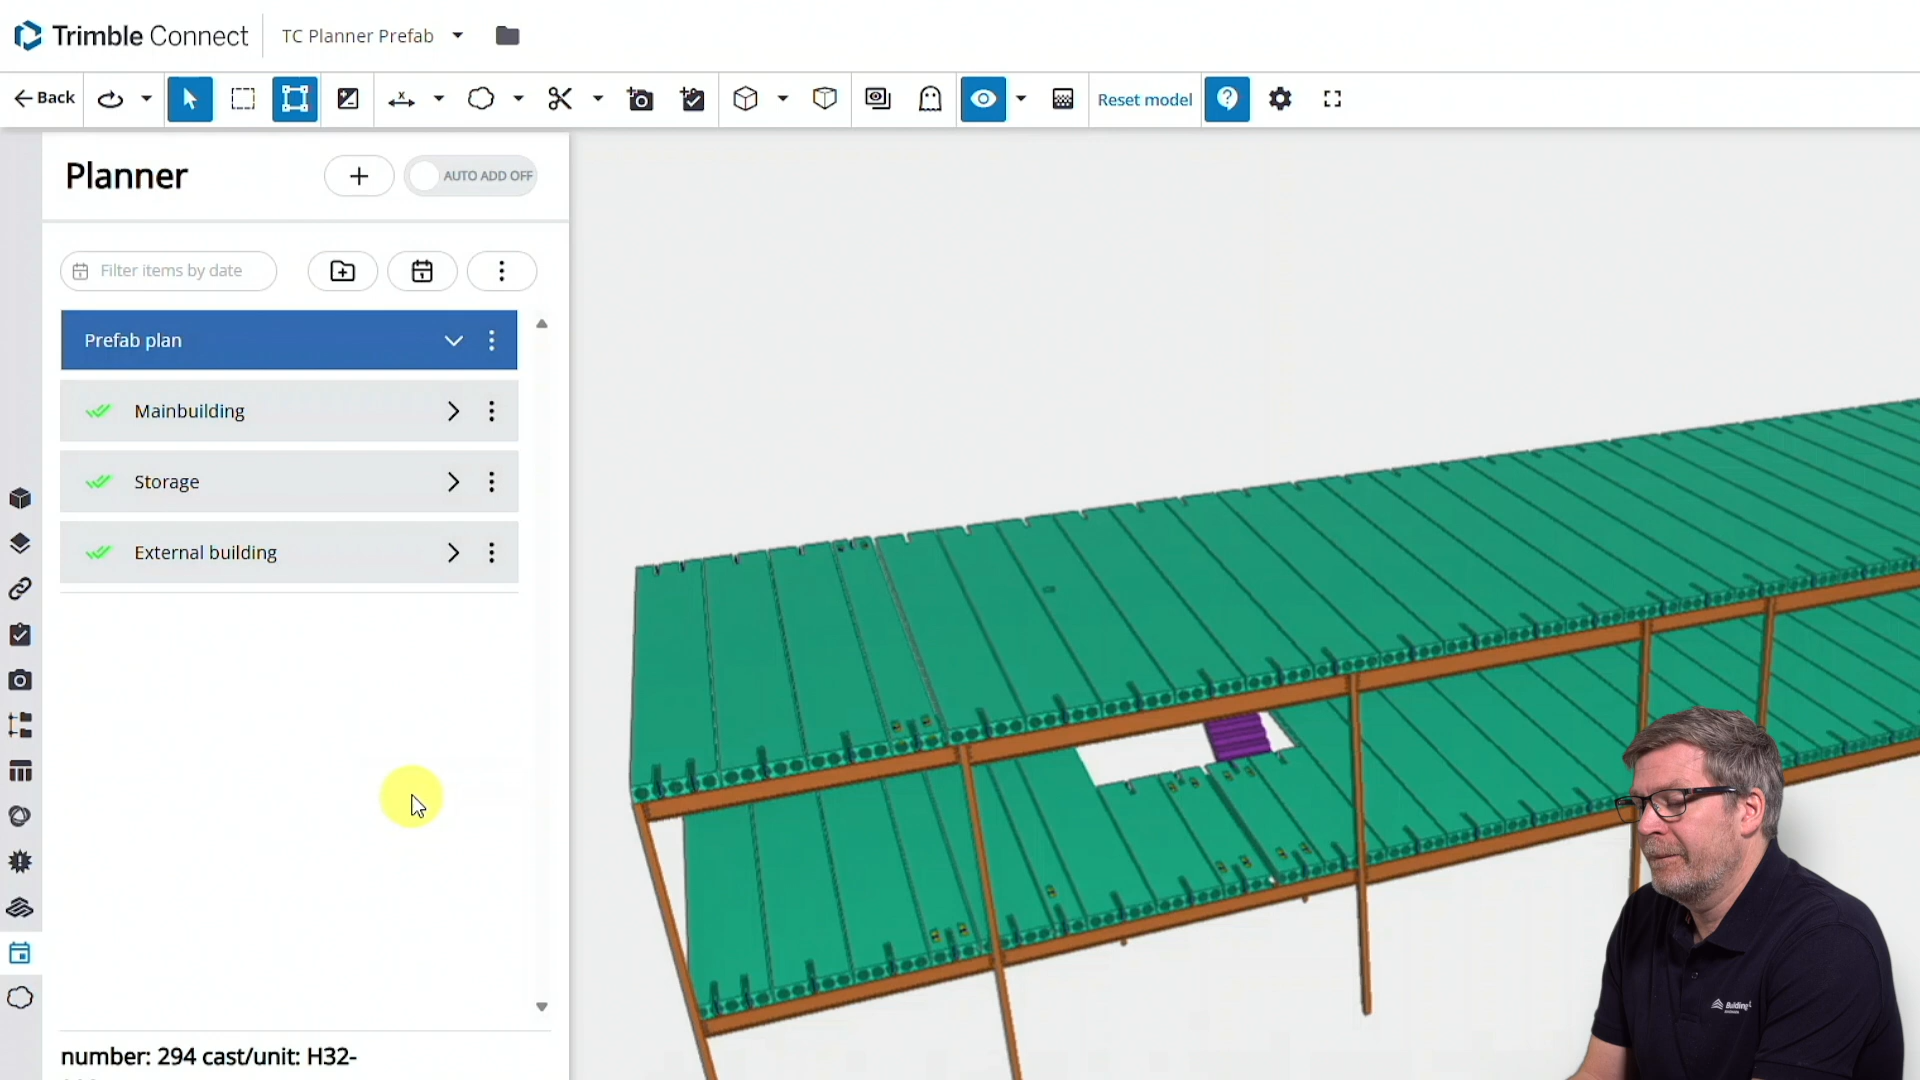 Trimble Connect
TC Planner Prefab
Back
Reset model
Planner
AUTO ADD OFF
Filter items by date
Prefab plan
Mainbuilding
Storage
External building
number: 294 cast/unit: H32-
Building